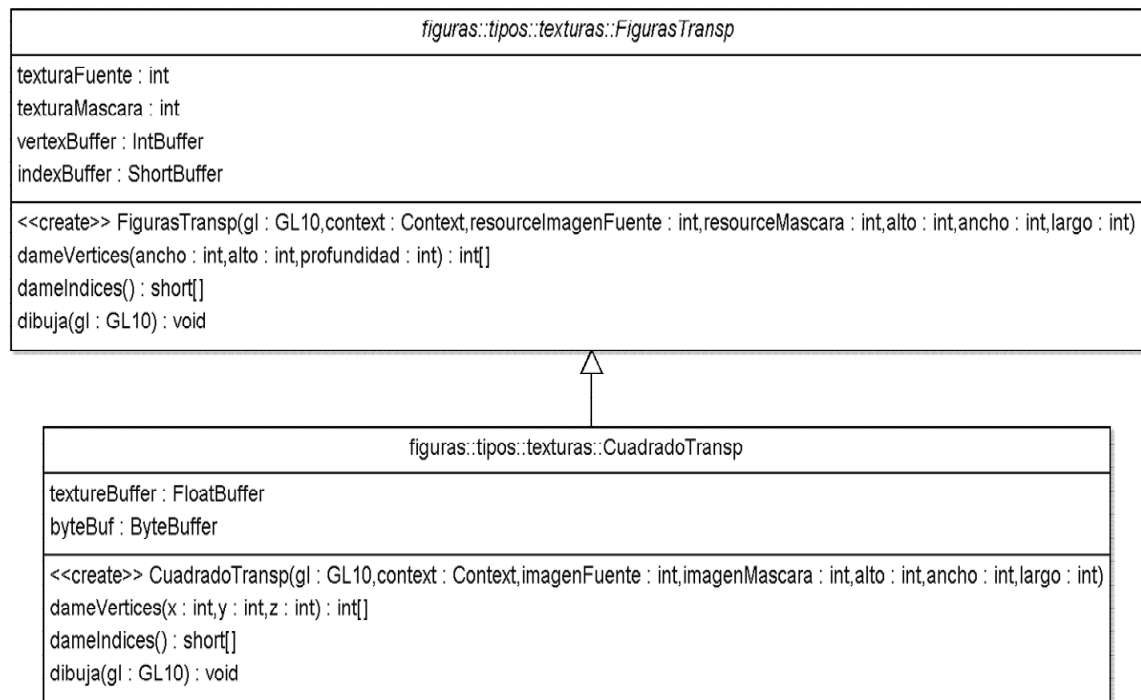 figuras::tipos::texturas::FigurasTransp
texturaFuente : int
texturaMascara : int
vertexBuffer : IntBuffer
indexBuffer : ShortBuffer
<<create>> FigurasTransp(gl : GL10,context : Context,resourceImagenFuente : int,resourceMascara : int,alto : int,ancho : int,largo : int)
dameVertices(ancho : int,alto : int,profundidad : int) : int[]
dameIndices() : short[]
dibuja(gl : GL10) : void
figuras::tipos::texturas::CuadradoTransp
textureBuffer : FloatBuffer
byteBuf : ByteBuffer
<<create>> CuadradoTransp(gl : GL10,context : Context,imagenFuente : int,imagenMascara : int,alto : int,ancho : int,largo : int)
dameVertices(x : int,y : int,z : int) : int[]
dameIndices() : short[]
dibuja(gl : GL10) : void